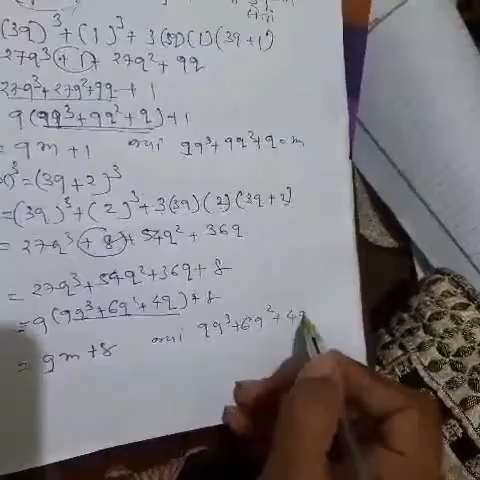 (3q)³ + (1)³ + 3(3q)(1)(3q+1)
27q³ + 1 + 27q² + 9q
27q³+27q²+9q + 1
9(9q³+9q²+q)+1
= 9m+1 જ્યાં 9q³+9q²+q=m
³ = (3q+2)³
= (3q)³+(2)³+3(3q)(2)(3q+2)
= 27q³ + 8 + 54q² + 36q
= 27q³+54q²+36q+8
= 9(9q³+6q²+4q)+8
= 9m+8 જ્યાં 9q³+6q²+4q